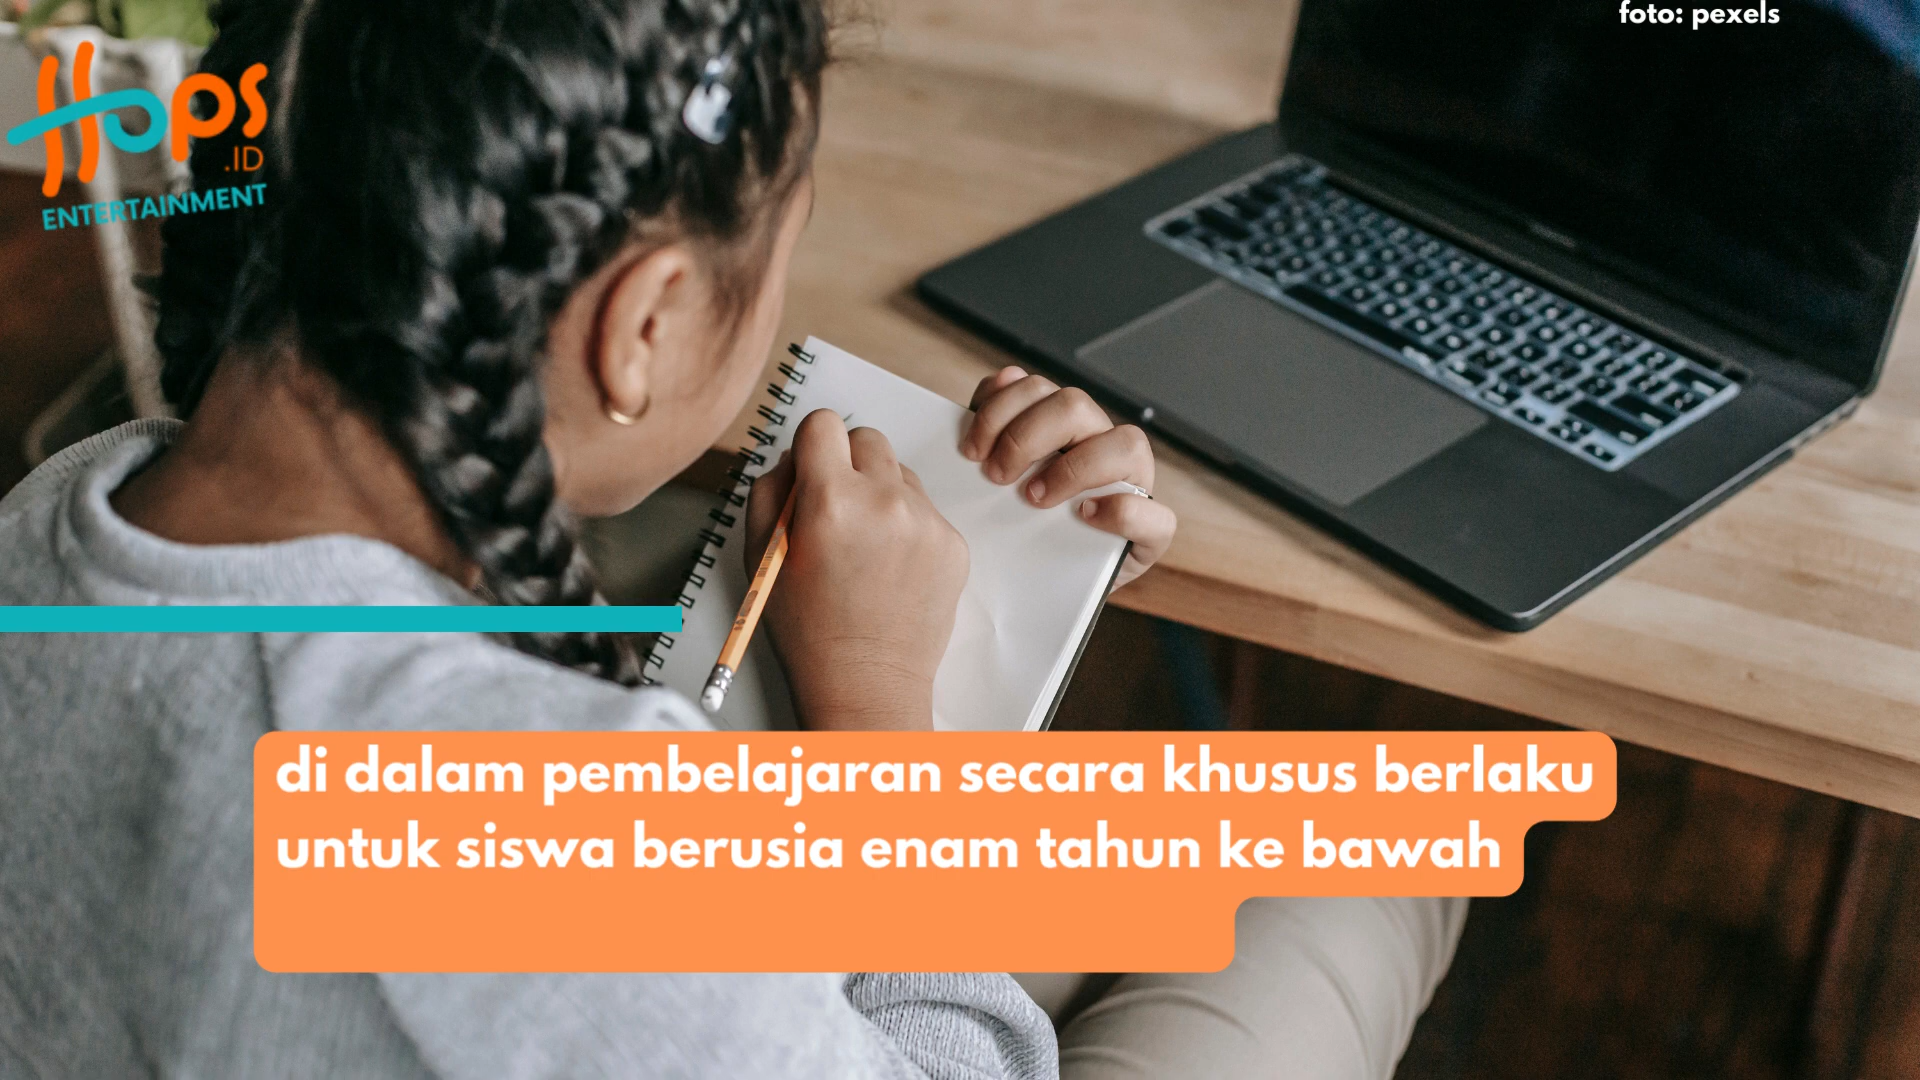 foto: pexels
Hops
.ID
ENTERTAINMENT
di dalam pembelajaran secara khusus berlaku
untuk siswa berusia enam tahun ke bawah